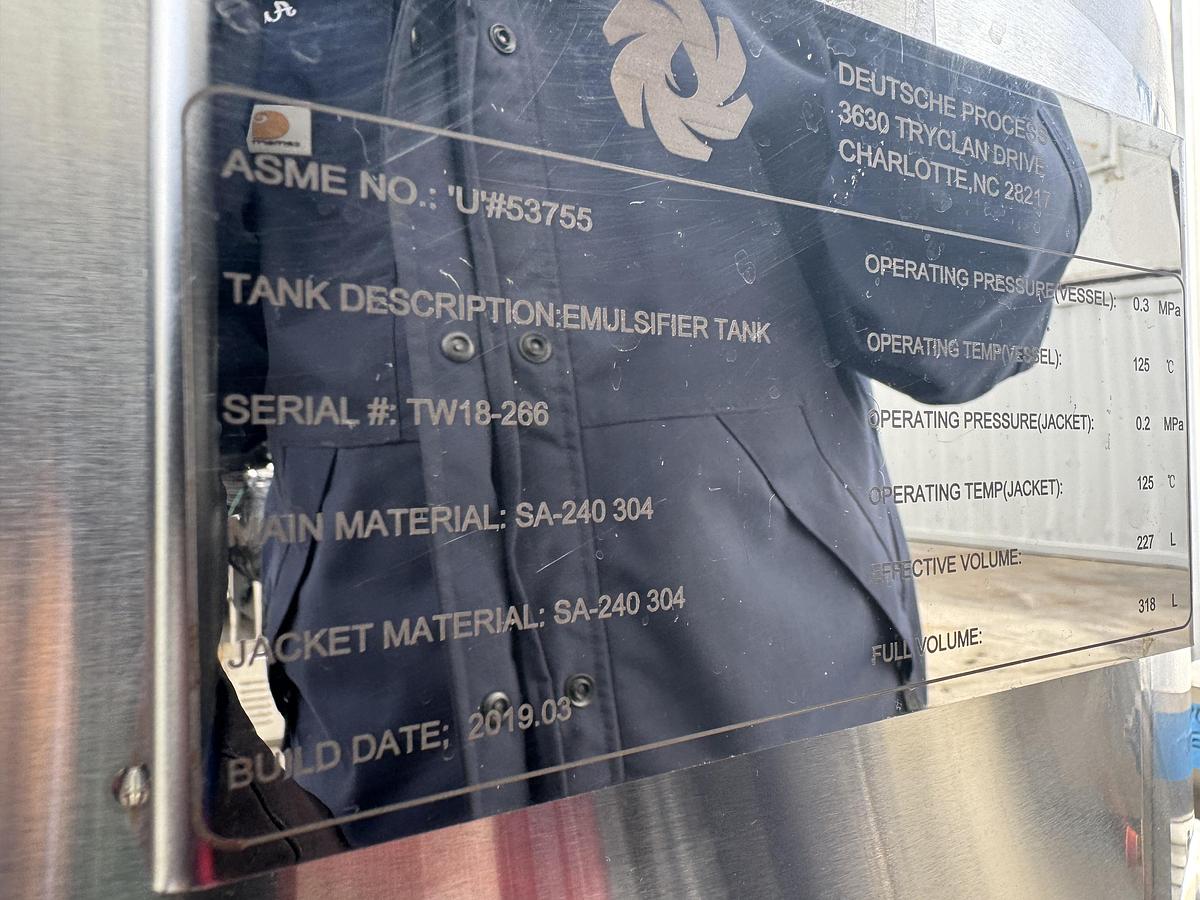 DEUTSCHE PROCESS
3630 TRYCLAN DRIVE
CHARLOTTE,NC 28217
ASME NO.: 'U'#53755
TANK DESCRIPTION:EMULSIFIER TANK
SERIAL #: TW18-266
MAIN MATERIAL: SA-240 304
JACKET MATERIAL: SA-240 304
BUILD DATE; 2019.03
OPERATING PRESSURE(VESSEL): 0.3 MPa
OPERATING TEMP(VESSEL): 125 ℃
OPERATING PRESSURE(JACKET): 0.2 MPa
OPERATING TEMP(JACKET): 125 ℃
EFFECTIVE VOLUME: 227 L
FULL VOLUME: 318 L